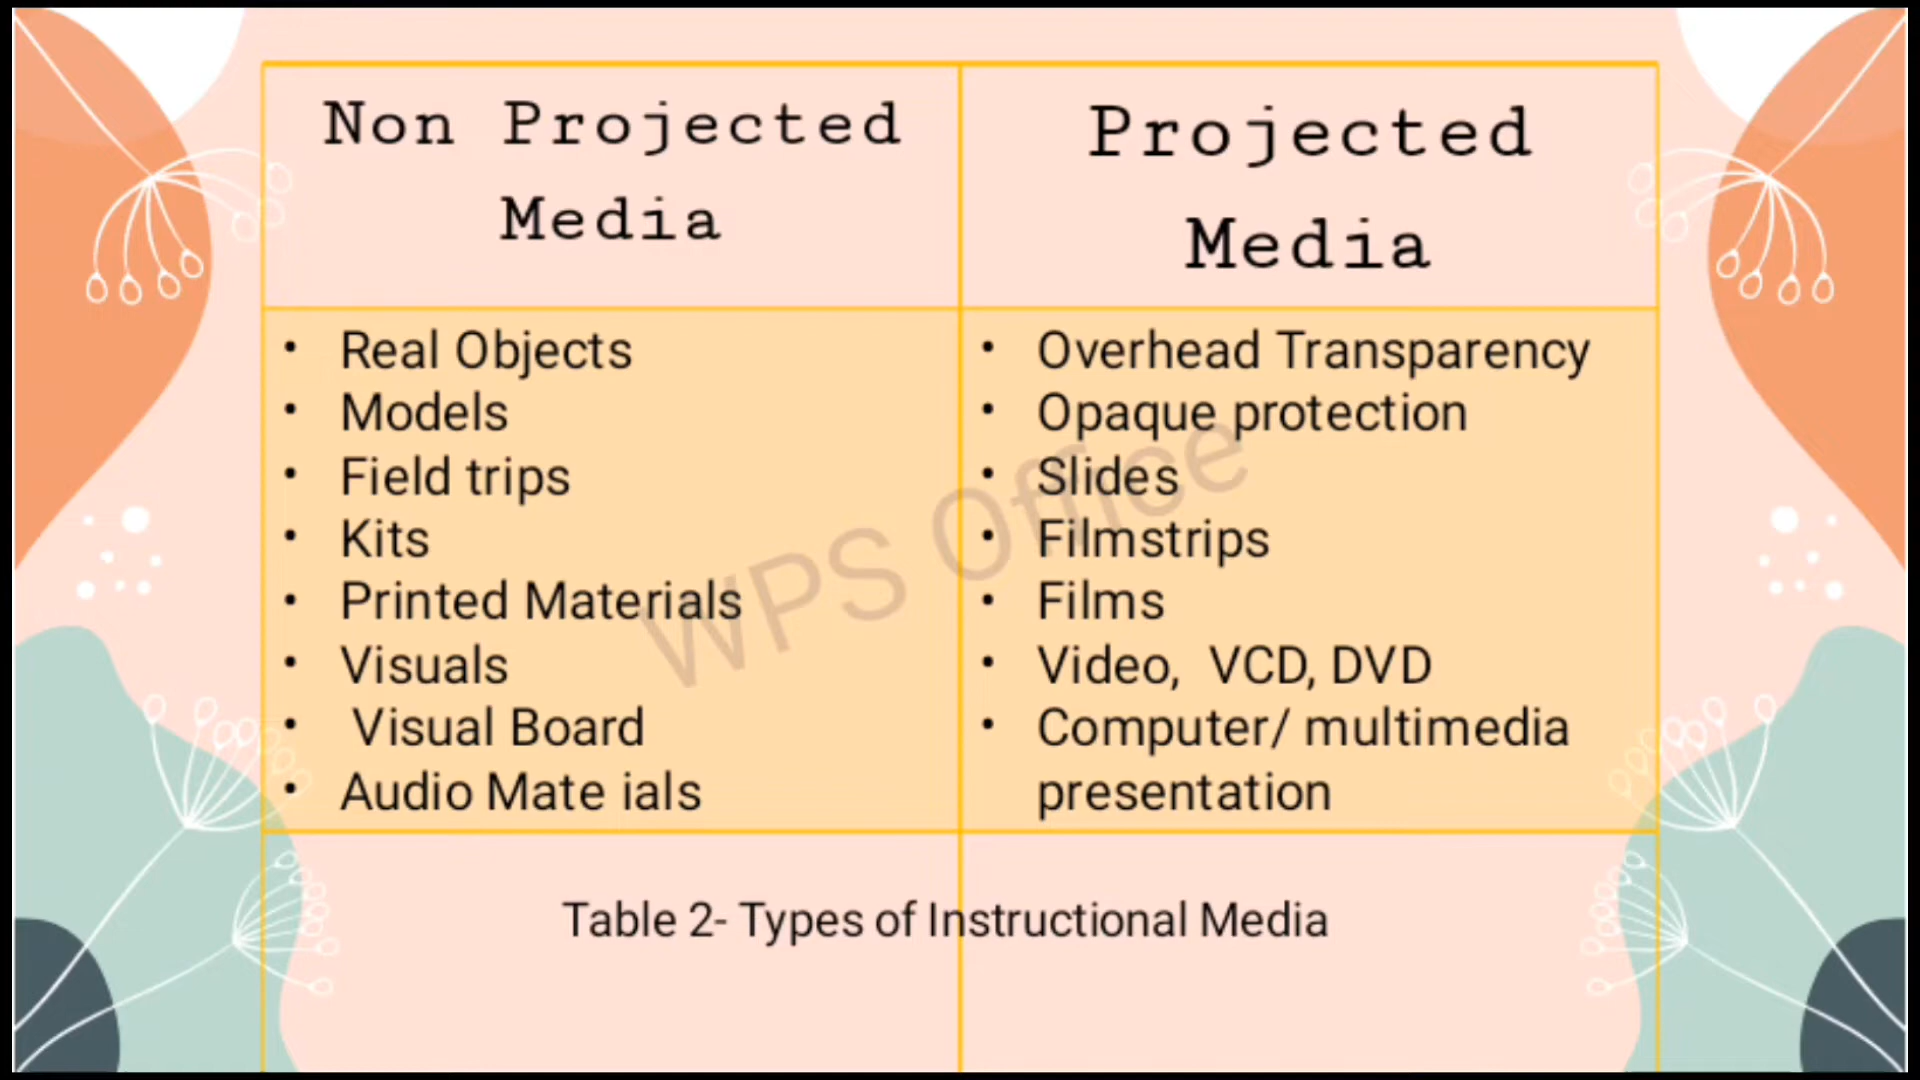 Non Projected
Media
Projected
Media
• Real Objects
• Models
• Field trips
• Kits
• Printed Materials
• Visuals
• Visual Board
• Audio Mate ials
• Overhead Transparency
• Opaque protection
• Slides
• Filmstrips
• Films
• Video, VCD, DVD
• Computer/ multimedia
presentation
WPS Office
Table 2- Types of Instructional Media